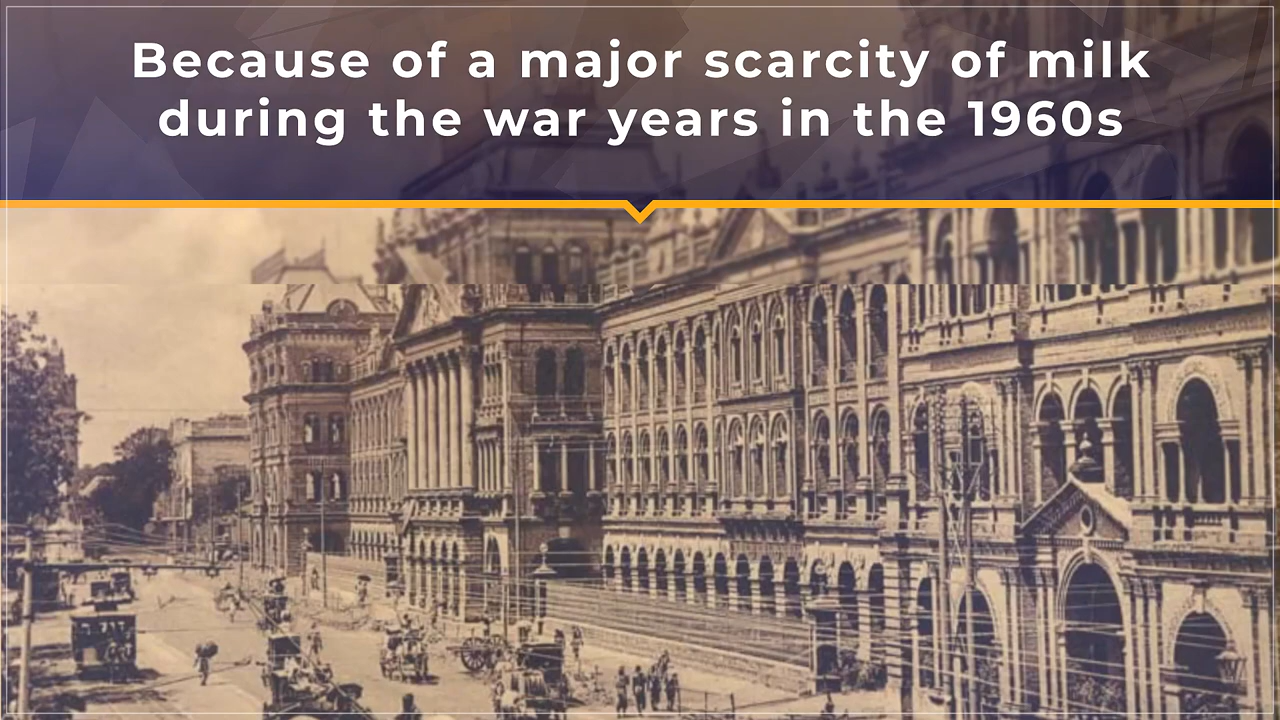 Because of a major scarcity of milk
during the war years in the 1960s